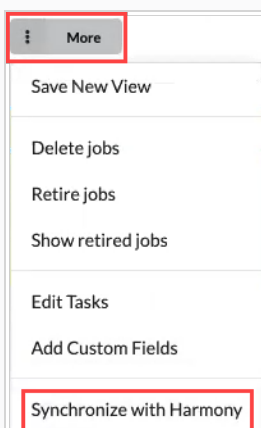 More
Save New View
Delete jobs
Retire jobs
Show retired jobs
Edit Tasks
Add Custom Fields
Synchronize with Harmony